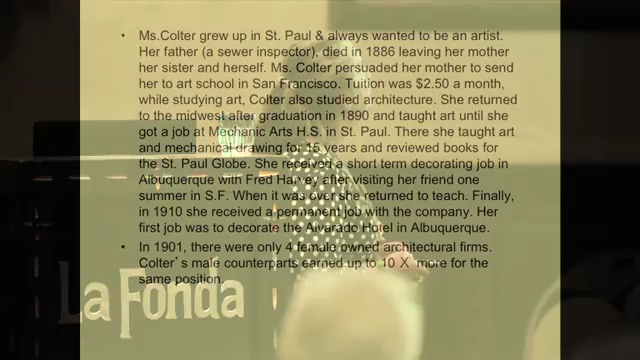 • Ms.Colter grew up in St. Paul & always wanted to be an artist.
Her father (a sewer inspector), died in 1886 leaving her mother
her sister and herself. Ms. Colter persuaded her mother to send
her to art school in San Francisco. Tuition was $2.50 a month,
while studying art, Colter also studied architecture. She returned
to the midwest after graduation in 1890 and taught art until she
got a job at Mechanic Arts H.S. in St. Paul. There she taught art
and mechanical drawing for 15 years and reviewed books for
the St. Paul Globe. She received a short term decorating job in
Albuquerque with Fred Harvey after visiting her friend one
summer in S.F. When it was over she returned to teach. Finally,
in 1910 she received a permanent job with the company. Her
first job was to decorate the Alvarado Hotel in Albuquerque.
• In 1901, there were only 4 female owned architectural firms.
Colter's male counterparts earned up to 10 X more for the
same position.
La Fonda